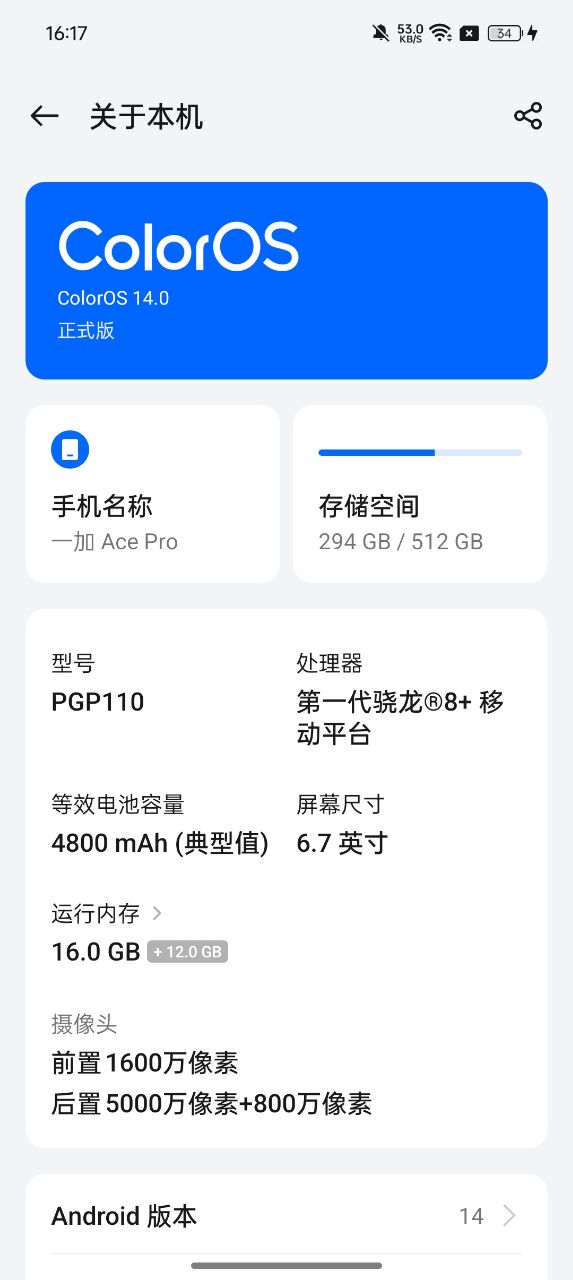 16:17
53.0
KB/S
34
关于本机
ColorOS
ColorOS 14.0
正式版
手机名称
一加 Ace Pro
存储空间
294 GB / 512 GB
型号
PGP110
处理器
第一代骁龙®8+ 移
动平台
等效电池容量
4800 mAh (典型值)
屏幕尺寸
6.7 英寸
运行内存
16.0 GB + 12.0 GB
摄像头
前置1600万像素
后置5000万像素+800万像素
Android 版本
14